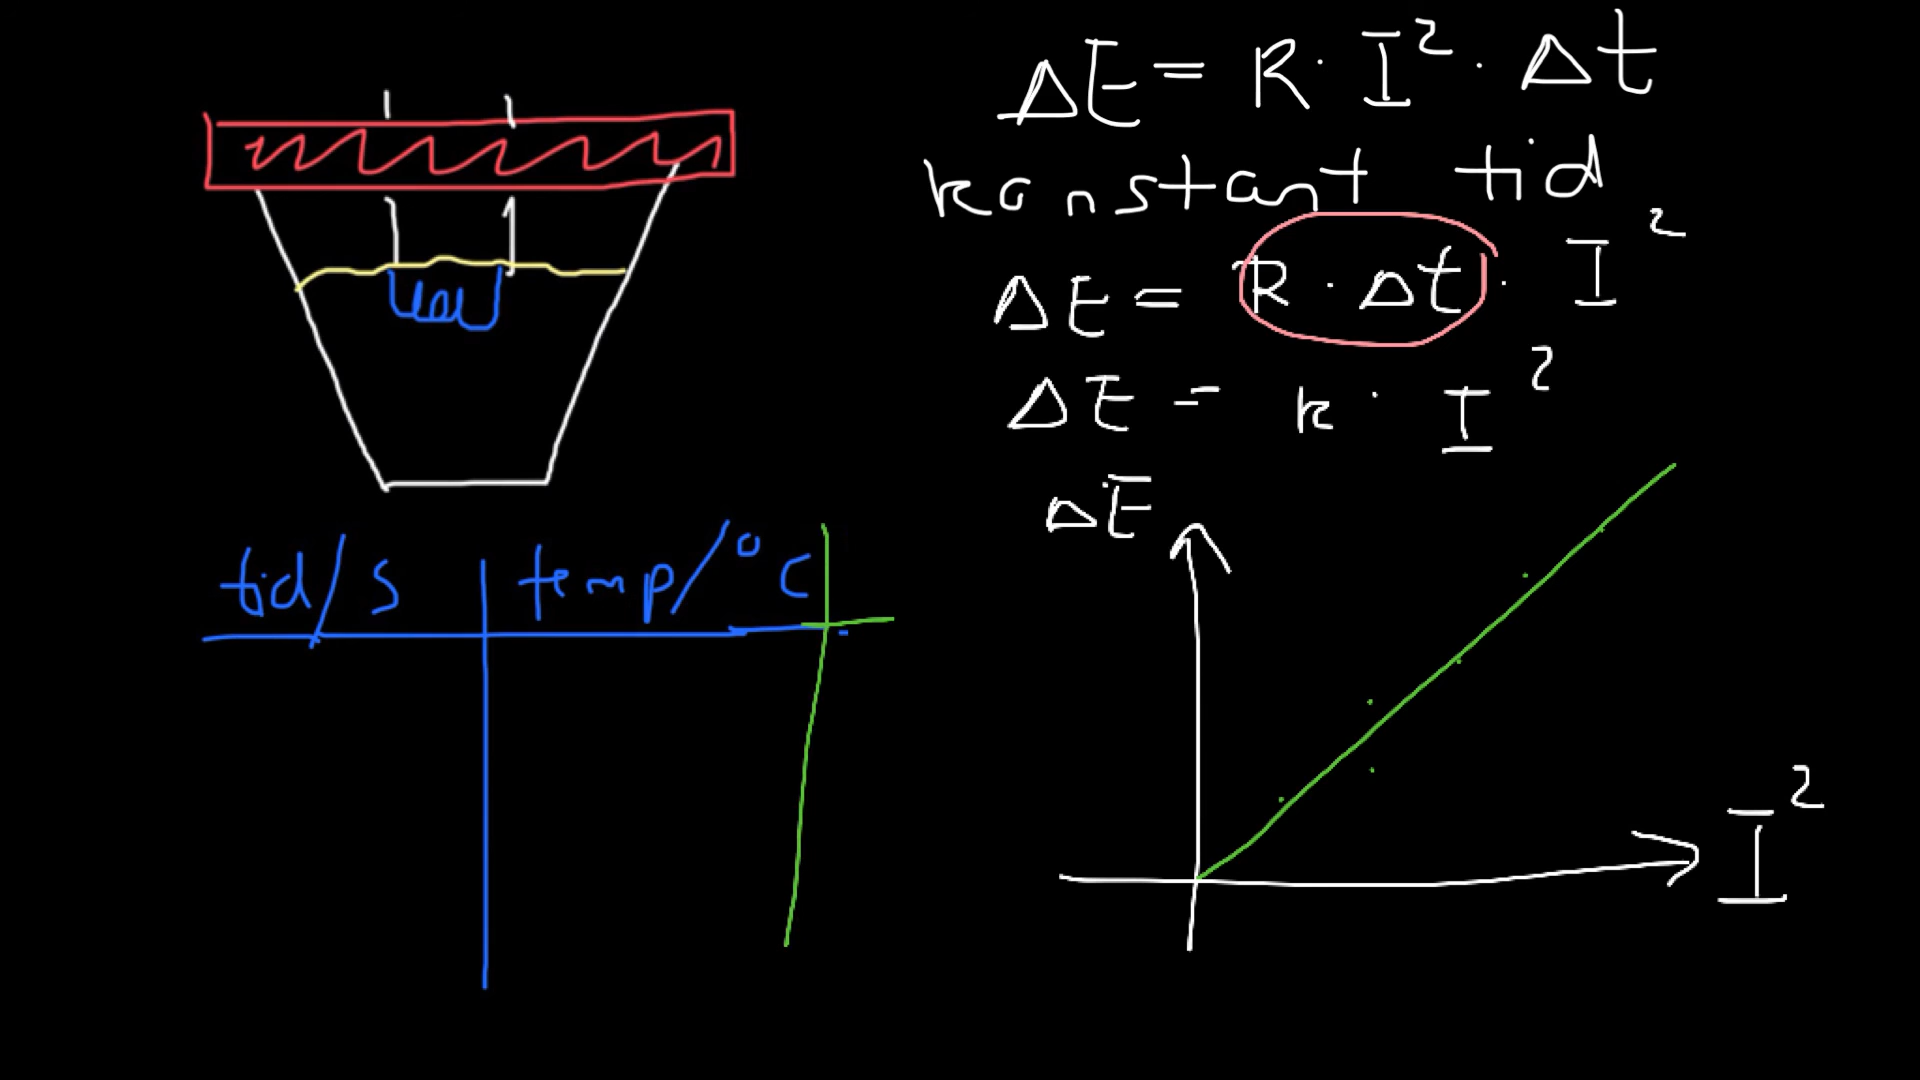 ΔE = R · I² · Δt
konstant tid
ΔE = R · Δt · I²
ΔE = k · I²
ΔE
I²
tid/s temp/°C